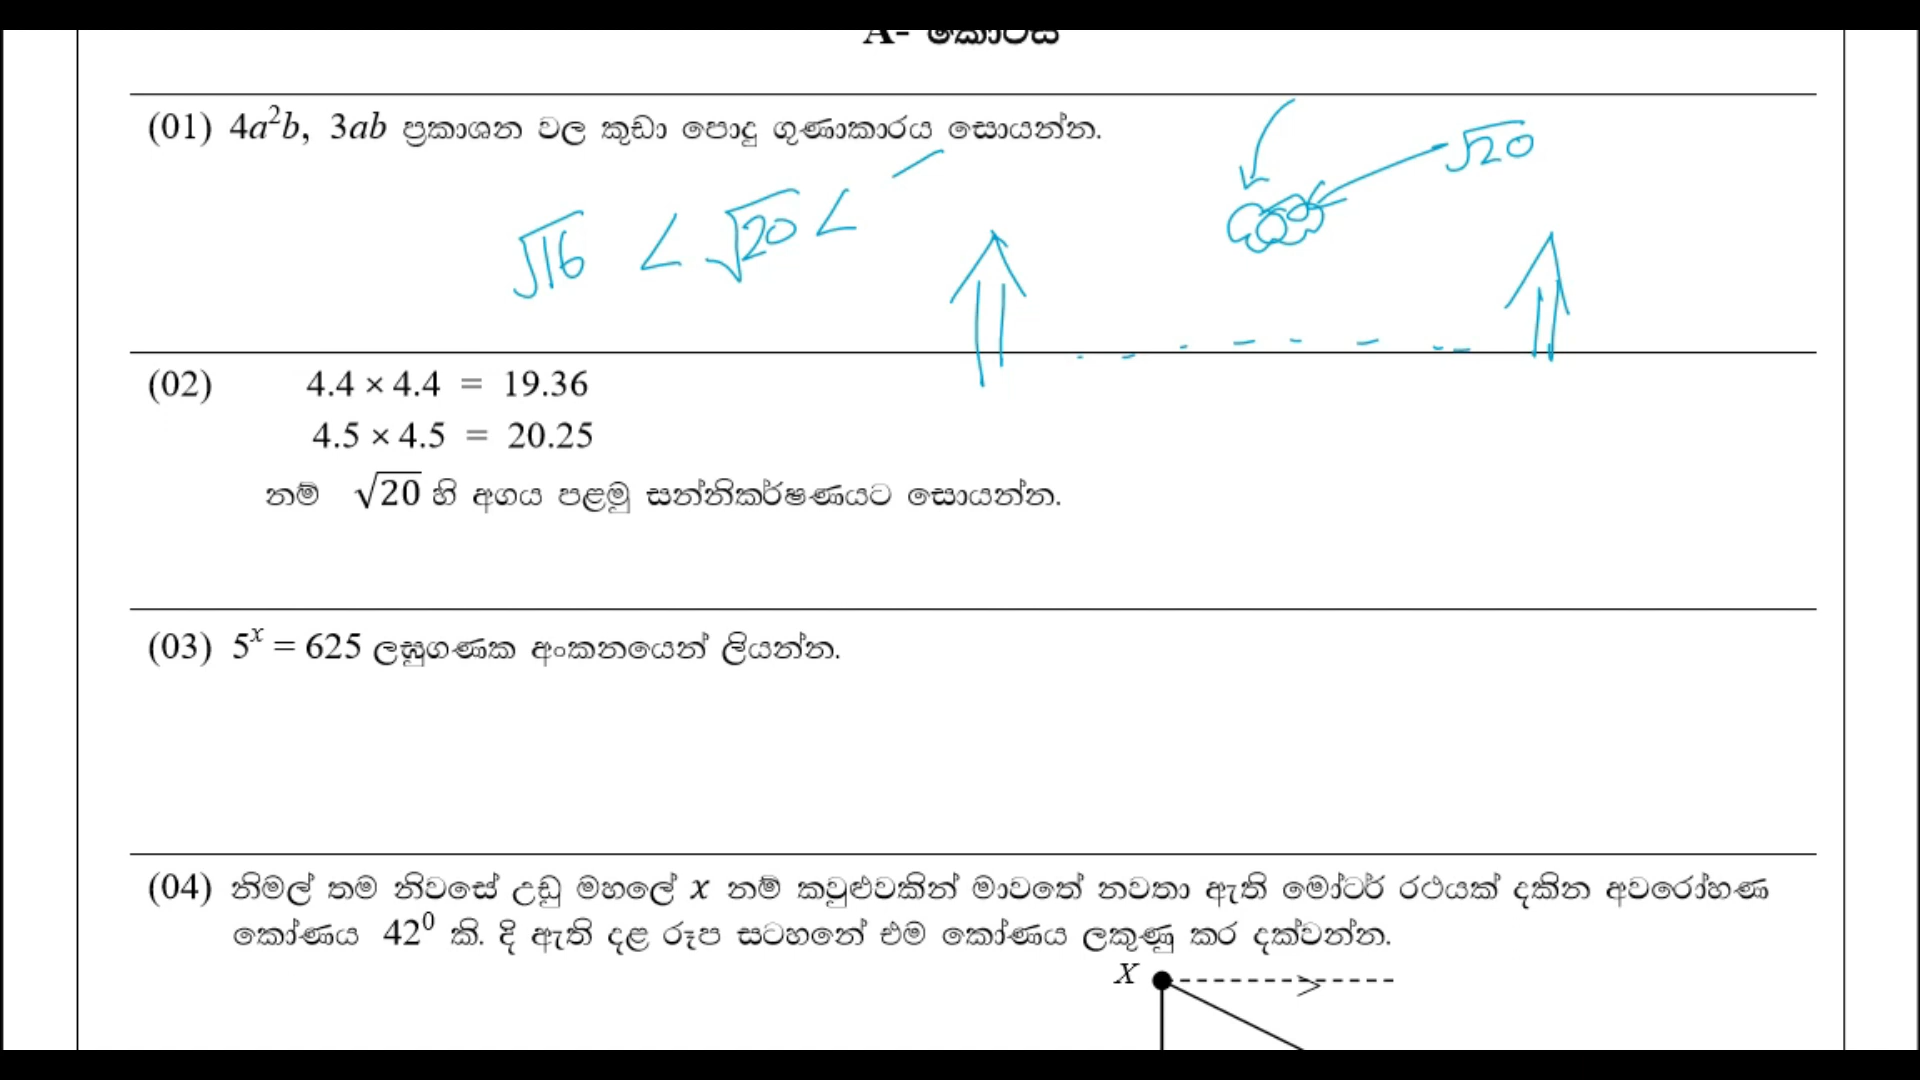 A- කොටස
(01) 4a²b, 3ab ප්‍රකාශන වල කුඩා පොදු ගුණාකාරය සොයන්න.
√20
√16 < √20 <
(02) 4.4 × 4.4 = 19.36
4.5 × 4.5 = 20.25
නම් √20 හි අගය පළමු සන්නිකර්ෂණයට සොයන්න.
(03) 5ˣ = 625 ලඝුගණක අංකනයෙන් ලියන්න.
(04) නිමල් තම නිවසේ උඩු මහලේ x නම් කවුළුවකින් මාවතේ නවතා ඇති මෝටර් රථයක් දකින අවරෝහණ
කෝණය 42⁰ කි. දි ඇති දළ රූප සටහනේ එම කෝණය ලකුණු කර දක්වන්න.
X